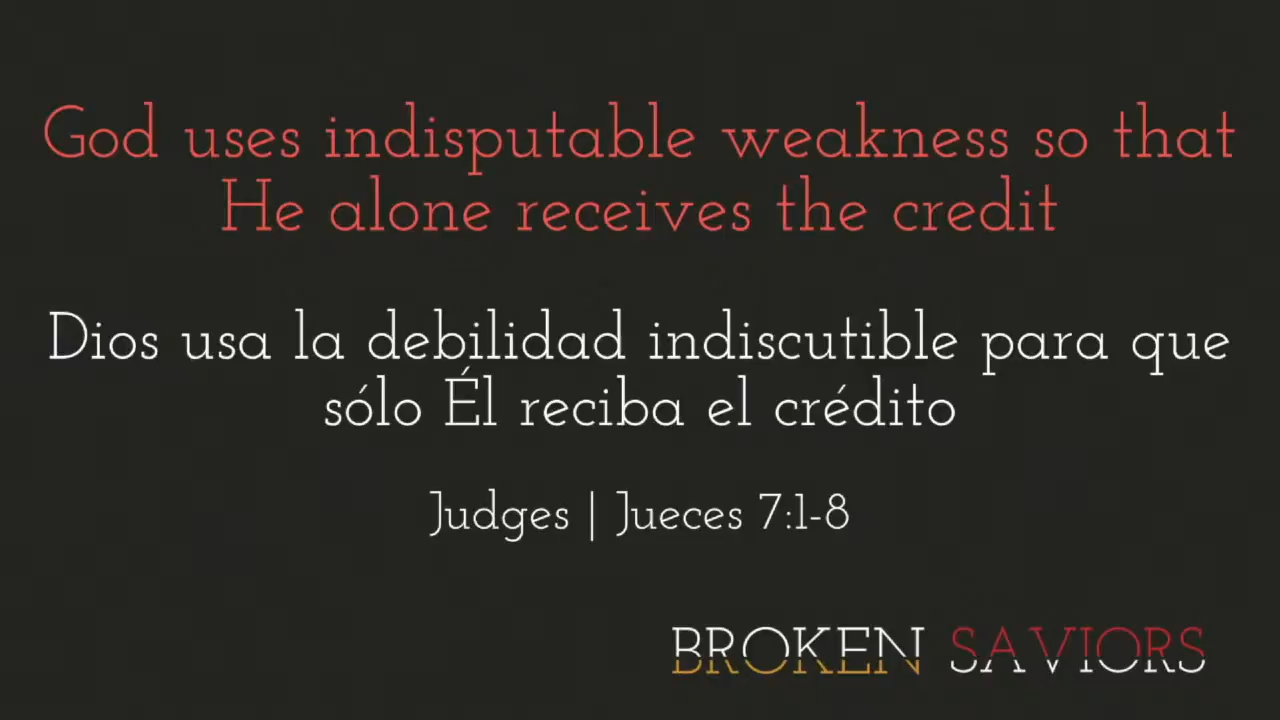 God uses indisputable weakness so that
He alone receives the credit
Dios usa la debilidad indiscutible para que
sólo Él reciba el crédito
Judges | Jueces 7:1-8
BROKEN SAVIORS